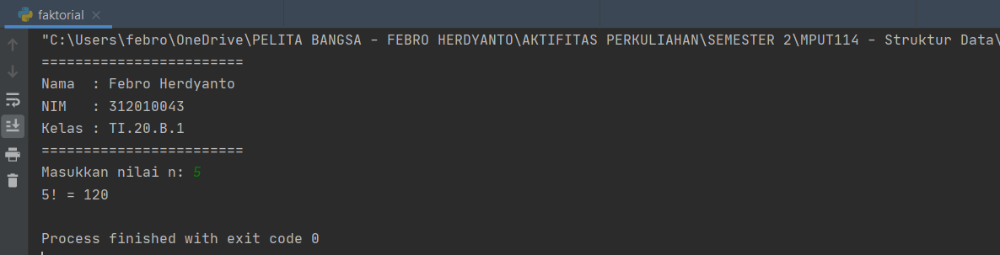 faktorial
"C:\Users\febro\OneDrive\PELITA BANGSA - FEBRO HERDYANTO\AKTIFITAS PERKULIAHAN\SEMESTER 2\MPUT114 - Struktur Data\
========================
Nama  : Febro Herdyanto
NIM   : 312010043
Kelas : TI.20.B.1
========================
Masukkan nilai n: 5
5! = 120
Process finished with exit code 0